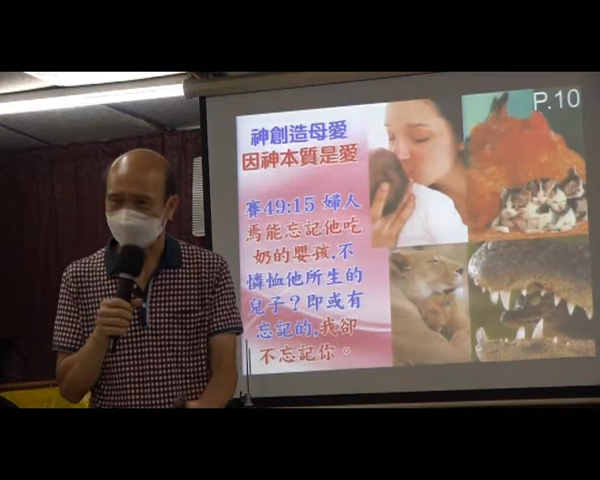 P.10
神創造母愛
因神本質是愛
賽49:15 婦人
焉能忘記他吃
奶的嬰孩,不
憐恤他所生的
兒子?即或有
忘記的,我卻
不忘記你。